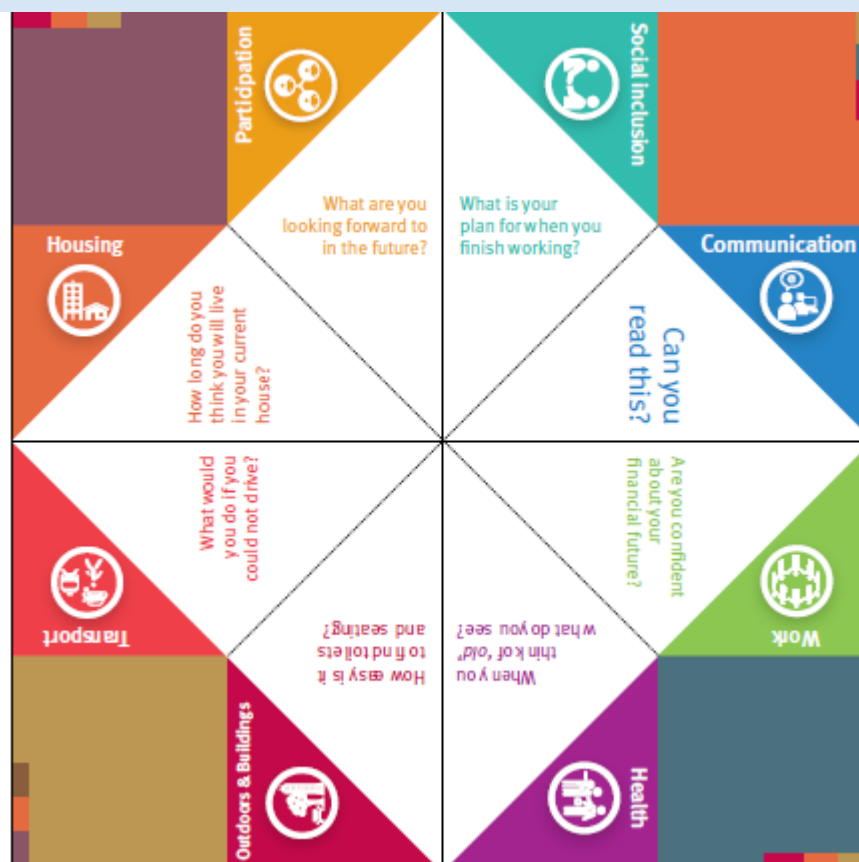 Participation
Social inclusion
What are you
looking forward to
in the future?
What is your
plan for when you
finish working?
Housing
Communication
How long do you
think you will live
in your current
house?
Can you
read this?
What would
you do if you
could not drive?
Are you confident
about your
financial future?
Transport
How easy is it
to find toilets
and seating?
When you
think of 'old',
what do you see?
Work
Outdoors & Buildings
Health